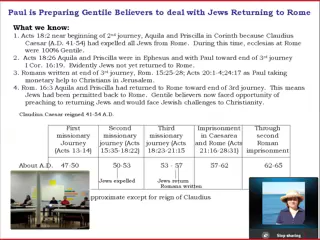 Paul is Preparing Gentile Believers to deal with Jews Returning to Rome
What we know:
1. Acts 18:2 near beginning of 2nd journey, Aquila and Priscilla in Corinth because Claudius
Caesar (A.D. 41-54) had expelled all Jews from Rome. During this time, ecclesias at Rome
were 100% Gentile.
2. Acts 18:26 Aquila and Priscilla were in Ephesus and with Paul toward end of 3rd journey
1 Cor. 16:19. Evidently Jews not yet returned to Rome.
3. Romans written at end of 3rd journey, Rom. 15:25-28; Acts 20:1-4;24:17 as Paul taking
monetary help to Christians in Jerusalem.
4. Rom. 16:3 Aquila and Priscilla had returned to Rome toward end of 3rd journey. This means
Jews had been permitted back to Rome. Gentile believers now faced opportunity of
preaching to returning Jews and would face Jewish challenge to Christianity.
Claudius Caesar reigned 41-54 A.D.
First Second Third Imprisonment Through
missionary missionary missionary in Caesarea second
Journey journey (Acts journey (Acts and Rome (Acts Roman
(Acts 13-14) 15:35-18:22) 18:23-21:15 21:16-28:31) imprisonment
About A.D. 47-50 50-53 53 - 57 57-62 62-65
Jews expelled Jews return
Romans written
approximate except for reign of Claudius
Stop sharing